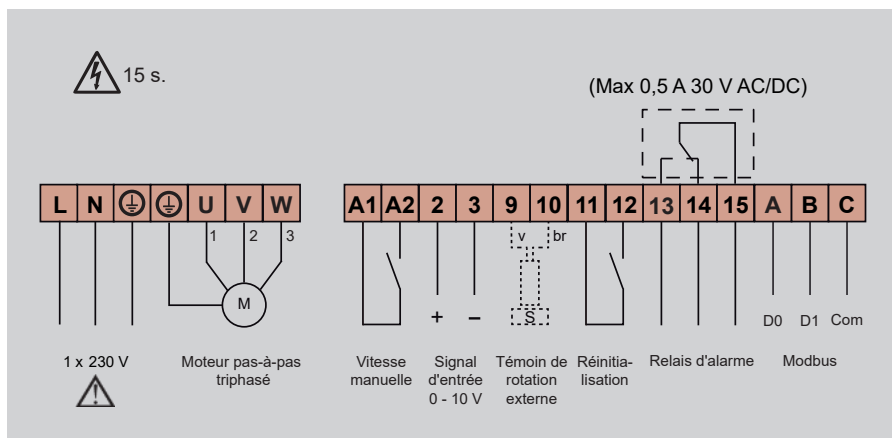 15 s.
(Max 0,5 A 30 V AC/DC)
L N U V W
A1 A2 2 3 9 10 11 12 13 14 15 A B C
1 2 3
v br
M
S
+ –
D0 D1 Com
1 x 230 V
Moteur pas-à-pas
triphasé
Vitesse
manuelle
Signal
d'entrée
0 - 10 V
Témoin de
rotation
externe
Réinitia-
lisation
Relais d'alarme
Modbus